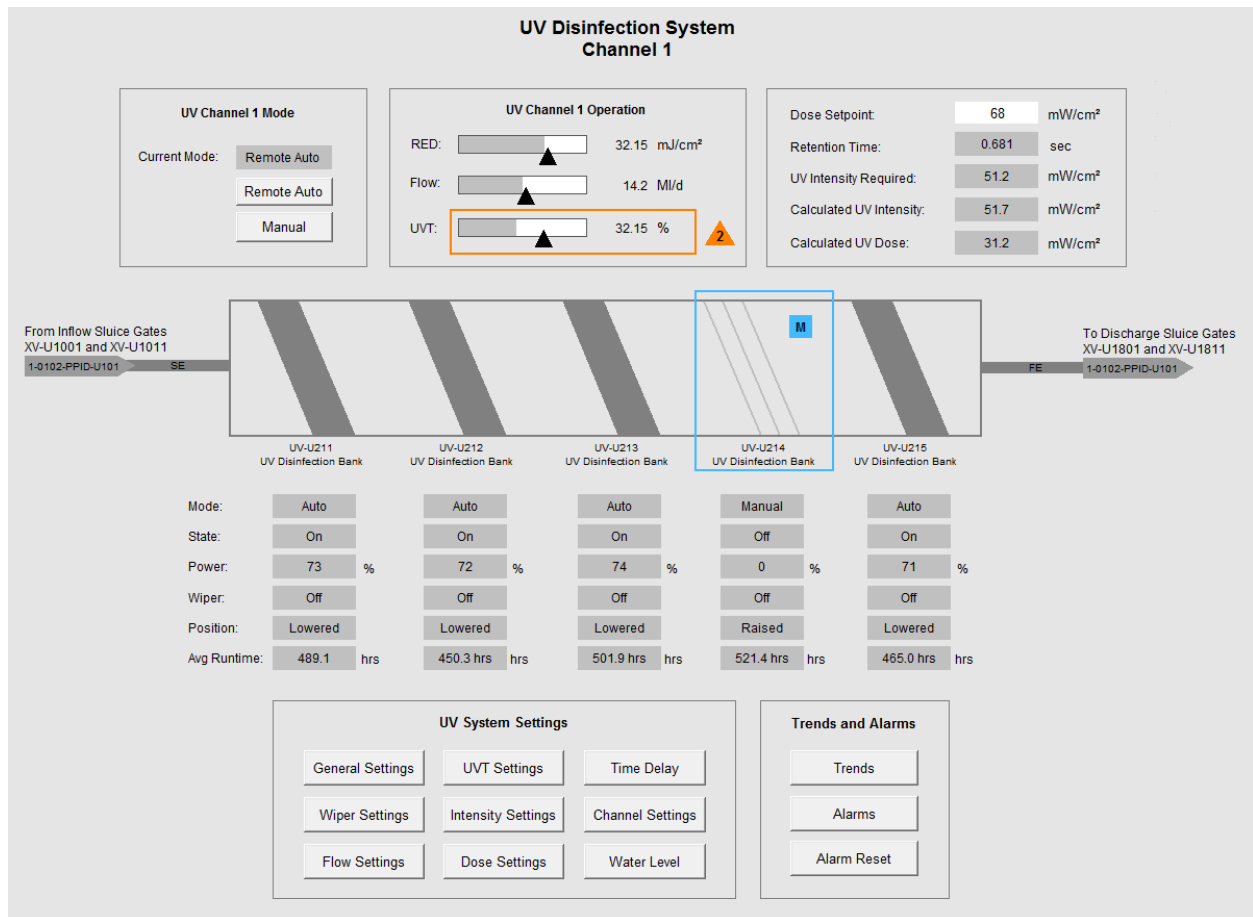 UV Disinfection System
Channel 1
UV Channel 1 Mode
Current Mode: Remote Auto
Remote Auto
Manual
UV Channel 1 Operation
RED: 32.15 mJ/cm²
Flow: 14.2 Ml/d
UVT: 32.15 %
2
Dose Setpoint: 68 mW/cm²
Retention Time: 0.681 sec
UV Intensity Required: 51.2 mW/cm²
Calculated UV Intensity: 51.7 mW/cm²
Calculated UV Dose: 31.2 mW/cm²
From Inflow Sluice Gates
XV-U1001 and XV-U1011
1-0102-PPID-U101 SE
M
To Discharge Sluice Gates
XV-U1801 and XV-U1811
FE 1-0102-PPID-U101
UV-U211 UV-U212 UV-U213 UV-U214 UV-U215
UV Disinfection Bank UV Disinfection Bank UV Disinfection Bank UV Disinfection Bank UV Disinfection Bank
Mode: Auto Auto Auto Manual Auto
State: On On On Off On
Power: 73 % 72 % 74 % 0 % 71 %
Wiper: Off Off Off Off Off
Position: Lowered Lowered Lowered Raised Lowered
Avg Runtime: 489.1 hrs 450.3 hrs hrs 501.9 hrs hrs 521.4 hrs hrs 465.0 hrs hrs
UV System Settings
General Settings UVT Settings Time Delay
Wiper Settings Intensity Settings Channel Settings
Flow Settings Dose Settings Water Level
Trends and Alarms
Trends
Alarms
Alarm Reset